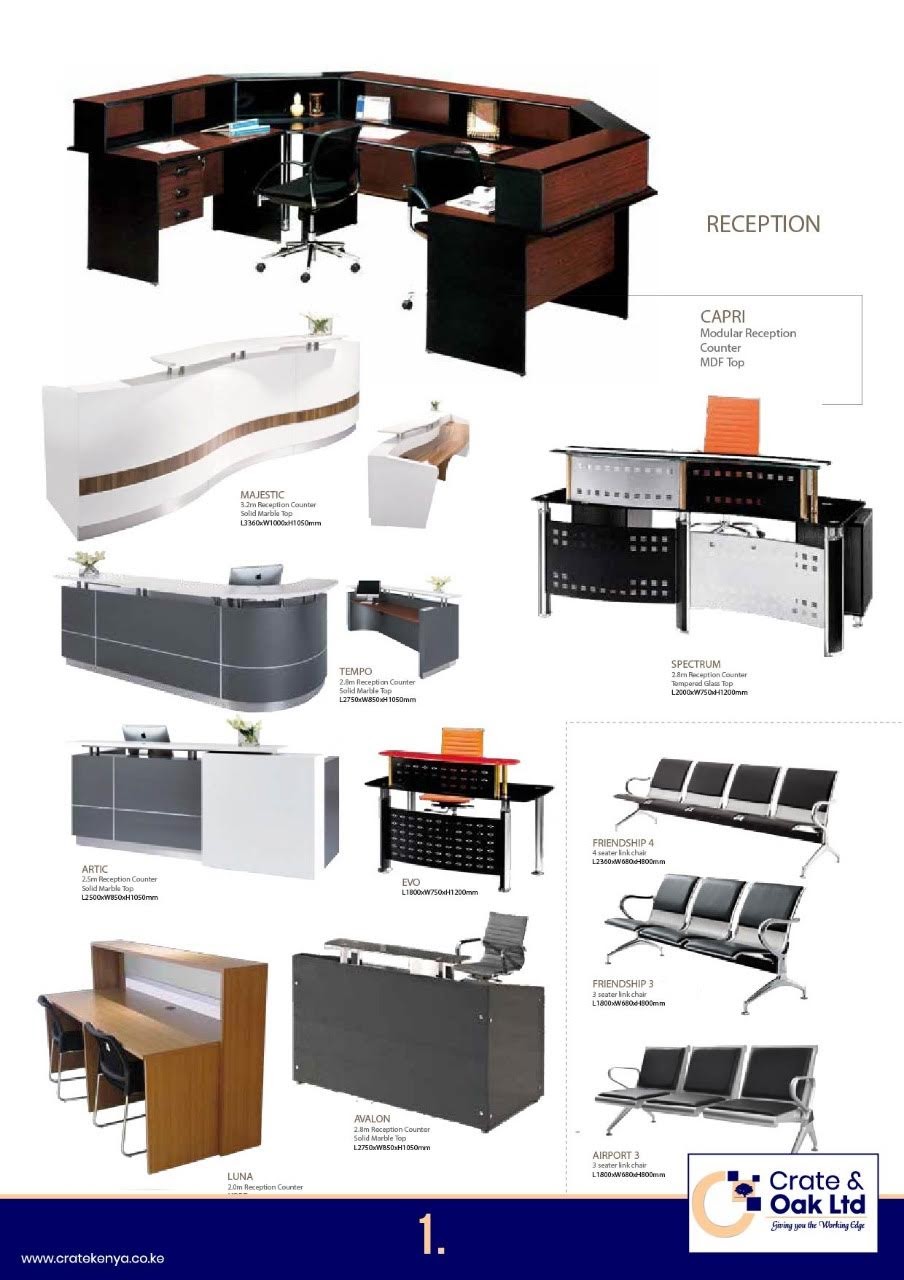 RECEPTION
CAPRI
Modular Reception
Counter
MDF Top
MAJESTIC
3.2m Reception Counter
Solid Marble Top
L3360xW1000xH1050mm
SPECTRUM
2.8m Reception Counter
Tempered Glass Top
L2000xW750xH1200mm
TEMPO
2.8m Reception Counter
Solid Marble Top
L2750xW850xH1050mm
ARTIC
2.5m Reception Counter
Solid Marble Top
L2500xW850xH1050mm
EVO
L1800xW750xH1200mm
FRIENDSHIP 4
4 seater link chair
L2360xW680xH800mm
FRIENDSHIP 3
3 seater link chair
L1800xW680xH800mm
AVALON
2.8m Reception Counter
Solid Marble Top
L2750xW850xH1050mm
AIRPORT 3
3 seater link chair
L1800xW680xH800mm
LUNA
2.0m Reception Counter
Crate &
Oak Ltd
Giving you the Working Edge
1.
www.cratekenya.co.ke